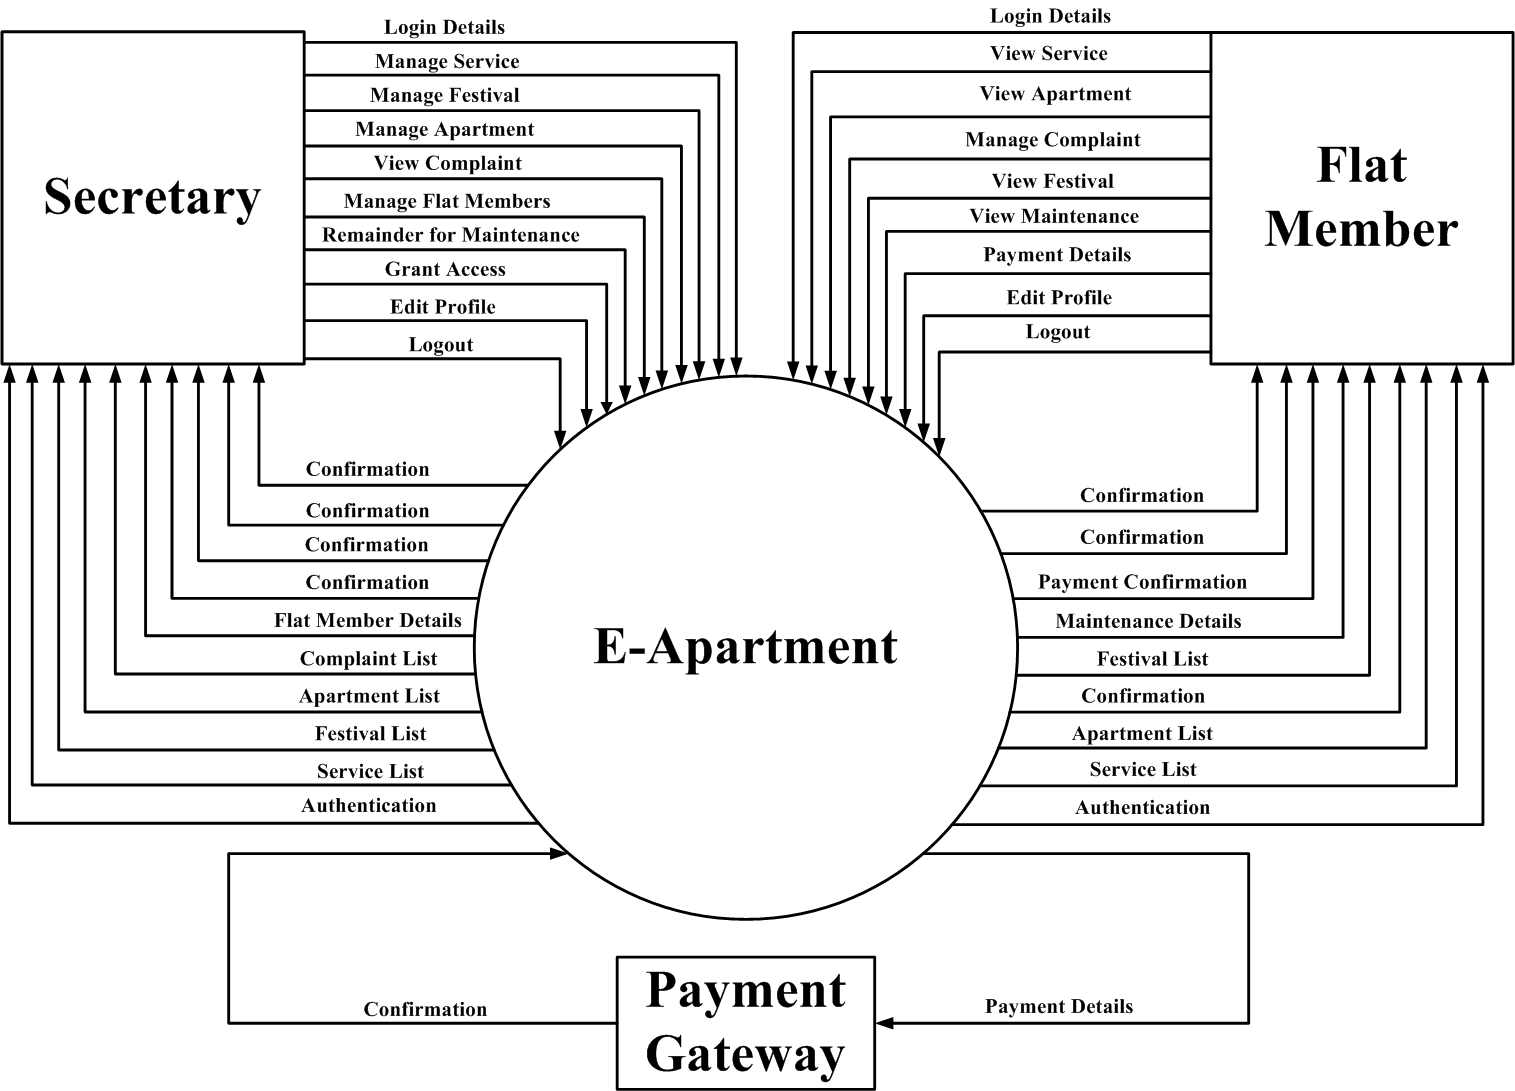 Login Details
Manage Service
Manage Festival
Manage Apartment
View Complaint
Manage Flat Members
Remainder for Maintenance
Grant Access
Edit Profile
Logout
Secretary
Login Details
View Service
View Apartment
Manage Complaint
View Festival
View Maintenance
Payment Details
Edit Profile
Logout
Flat
Member
Confirmation
Confirmation
Confirmation
Confirmation
Flat Member Details
Complaint List
Apartment List
Festival List
Service List
Authentication
E-Apartment
Confirmation
Confirmation
Payment Confirmation
Maintenance Details
Festival List
Confirmation
Apartment List
Service List
Authentication
Confirmation
Payment
Gateway
Payment Details